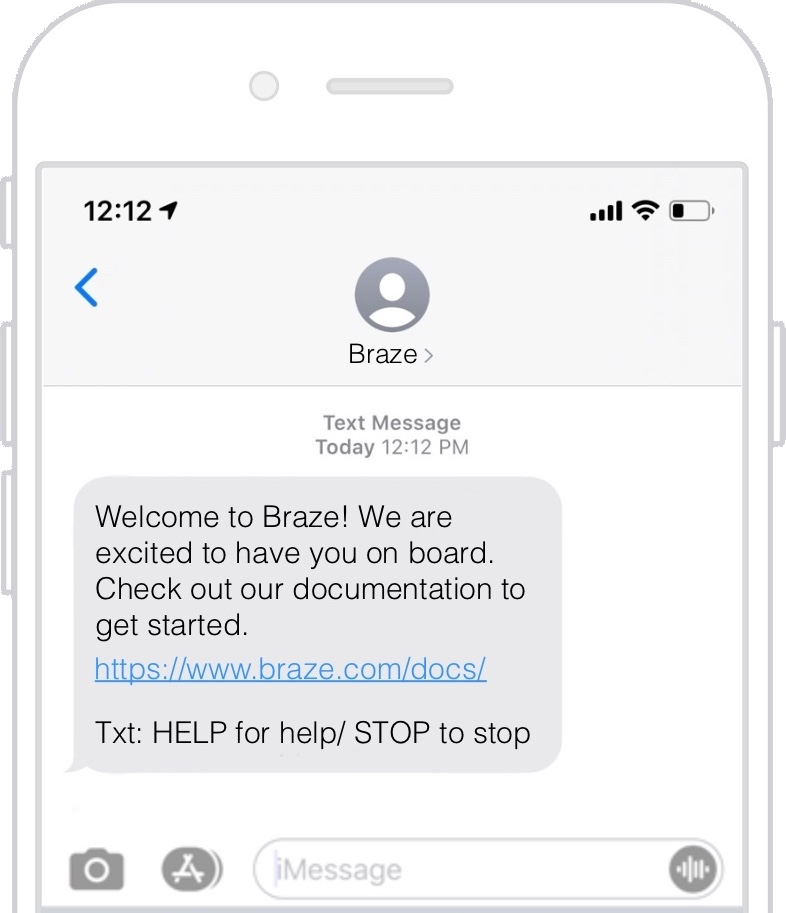 12:12
Braze >
Text Message
Today 12:12 PM
Welcome to Braze! We are
excited to have you on board.
Check out our documentation to
get started.
https://www.braze.com/docs/
Txt: HELP for help/ STOP to stop
iMessage